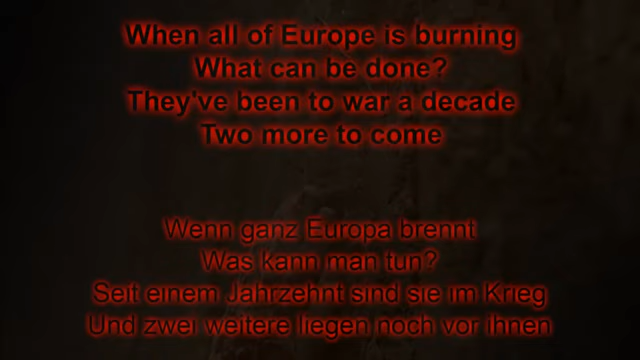 When all of Europe is burning
What can be done?
They've been to war a decade
Two more to come
Wenn ganz Europa brennt
Was kann man tun?
Seit einem Jahrzehnt sind sie im Krieg
Und zwei weitere liegen noch vor ihnen